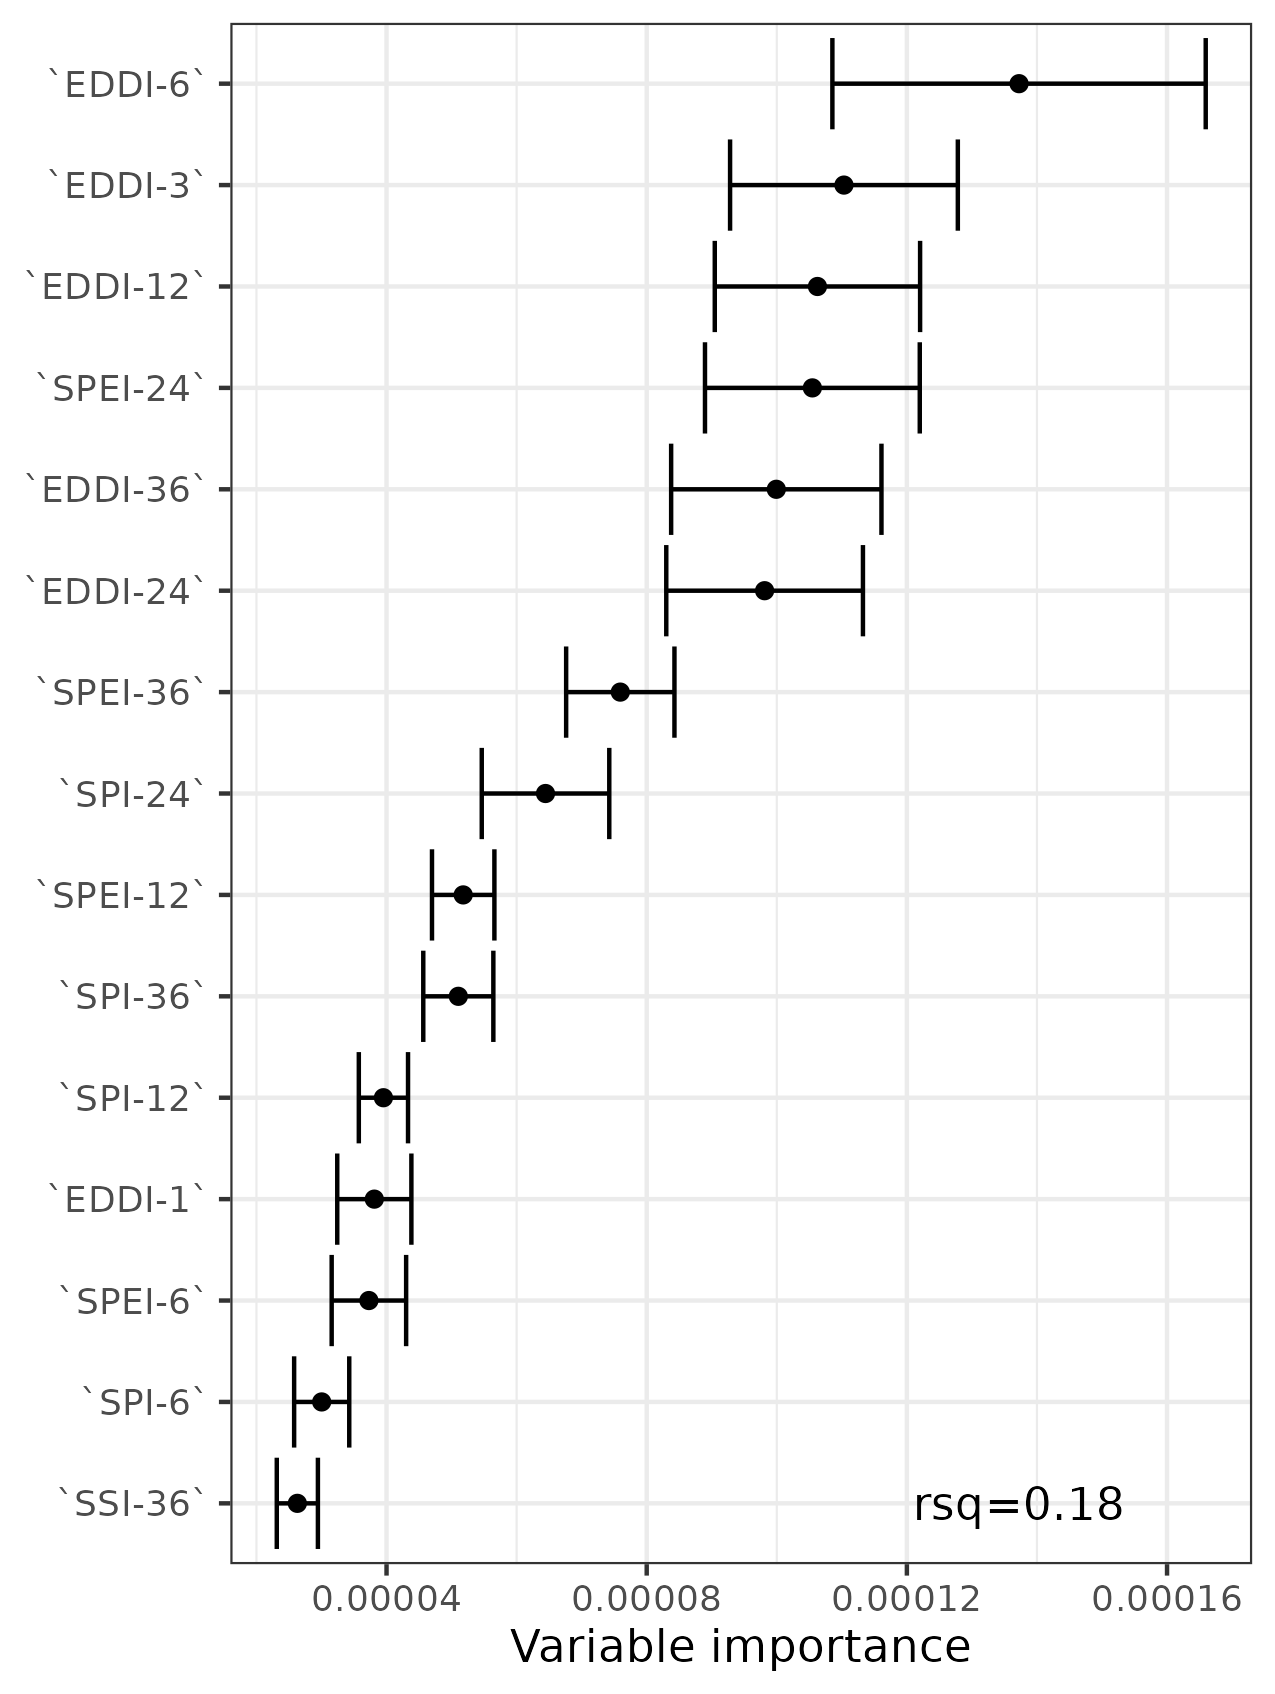 `EDDI-6`
`EDDI-3`
`EDDI-12`
`SPEI-24`
`EDDI-36`
`EDDI-24`
`SPEI-36`
`SPI-24`
`SPEI-12`
`SPI-36`
`SPI-12`
`EDDI-1`
`SPEI-6`
`SPI-6`
`SSI-36`
rsq=0.18
0.00004 0.00008 0.00012 0.00016
Variable importance